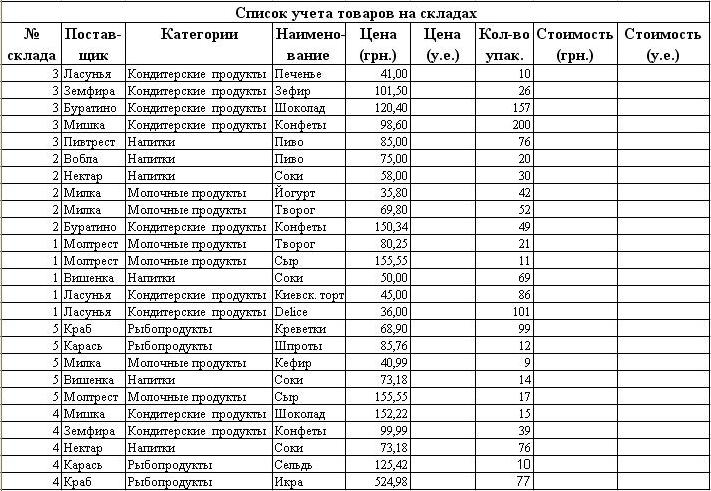 Список учета товаров на складах
№ склада Постав-щик Категории Наимено-вание Цена (грн.) Цена (у.е.) Кол-во упак. Стоимость (грн.) Стоимость (у.е.)
3 Ласунья Кондитерские продукты Печенье 41,00 10
3 Земфира Кондитерские продукты Зефир 101,50 26
3 Буратино Кондитерские продукты Шоколад 120,40 157
3 Мишка Кондитерские продукты Конфеты 98,60 200
3 Пивтрест Напитки Пиво 85,00 76
2 Вобла Напитки Пиво 75,00 20
2 Нектар Напитки Соки 58,00 30
2 Милка Молочные продукты Йогурт 35,80 42
2 Милка Молочные продукты Творог 69,80 52
2 Буратино Кондитерские продукты Конфеты 150,34 49
1 Молтрест Молочные продукты Творог 80,25 21
1 Молтрест Молочные продукты Сыр 155,55 11
1 Вишенка Напитки Соки 50,00 69
1 Ласунья Кондитерские продукты Киевск. торт 45,00 86
1 Ласунья Кондитерские продукты Delice 36,00 101
5 Краб Рыбопродукты Креветки 68,90 99
5 Карась Рыбопродукты Шпроты 85,76 12
5 Милка Молочные продукты Кефир 40,99 9
5 Вишенка Напитки Соки 73,18 14
5 Молтрест Молочные продукты Сыр 155,55 17
4 Мишка Кондитерские продукты Шоколад 152,22 15
4 Земфира Кондитерские продукты Конфеты 99,99 39
4 Нектар Напитки Соки 73,18 76
4 Карась Рыбопродукты Сельдь 125,42 10
4 Краб Рыбопродукты Икра 524,98 77